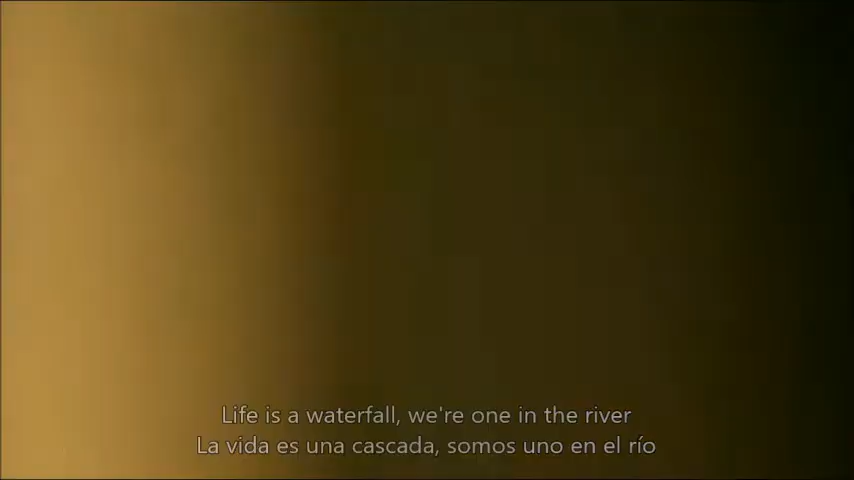 Life is a waterfall, we're one in the river
La vida es una cascada, somos uno en el río